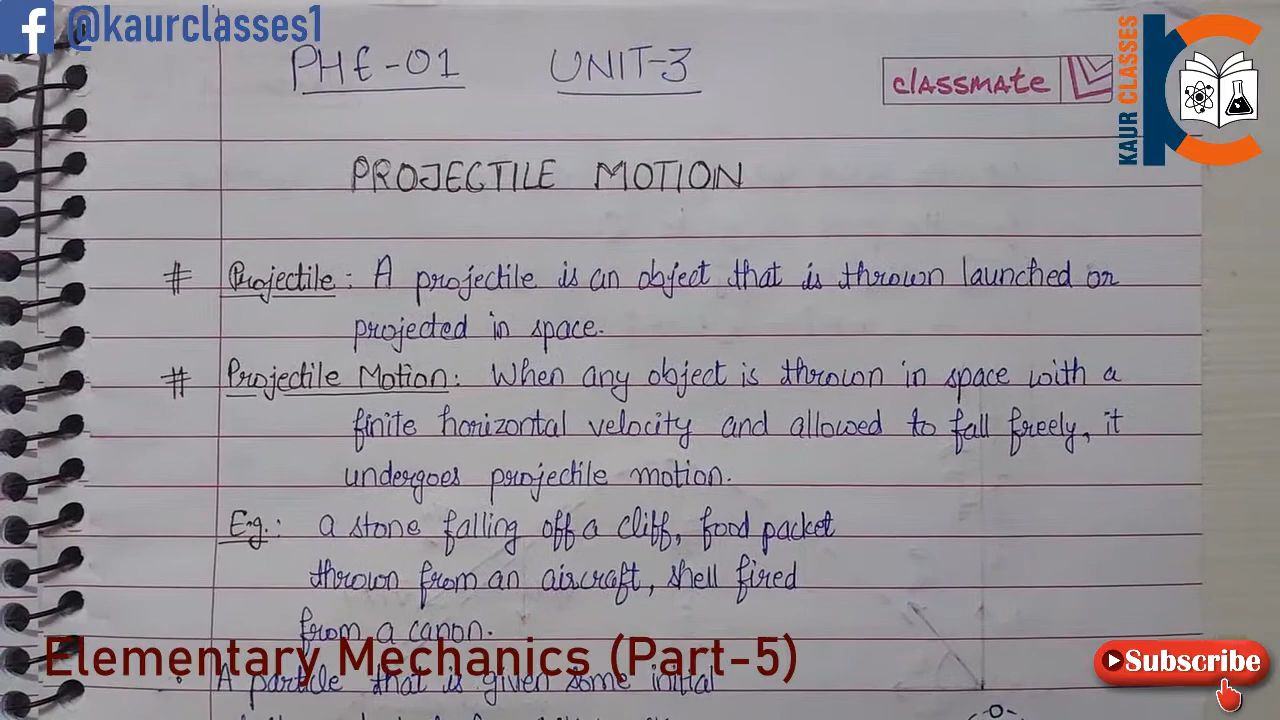 @kaurclasses1
PHE-01 UNIT-3
classmate
KAUR CLASSES
PROJECTILE MOTION
# Projectile: A projectile is an object that is thrown launched or
projected in space.
# Projectile Motion: When any object is thrown in space with a
finite horizontal velocity and allowed to fall freely, it
undergoes projectile motion.
E.g.: a stone falling off a cliff, food packet
thrown from an aircraft, shell fired
from a canon.
Elementary Mechanics (Part-5)
• A particle that is given some initial
Subscribe